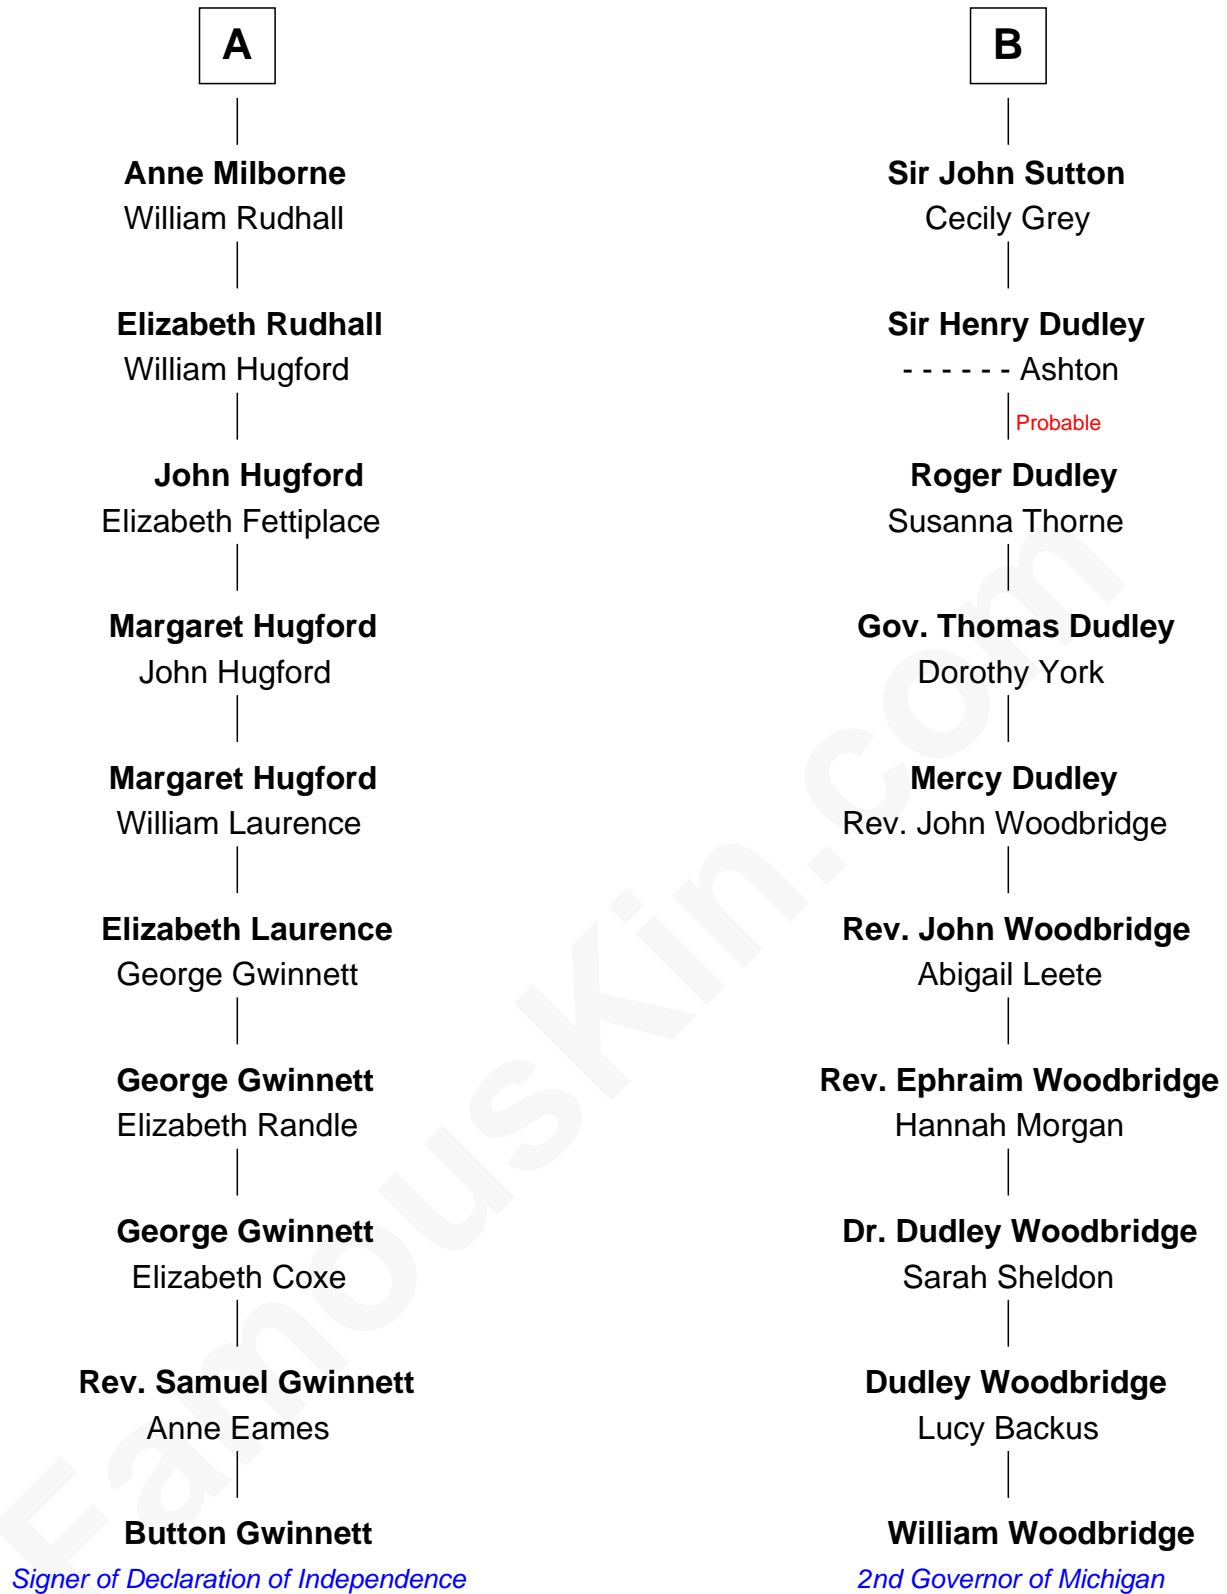 A
Anne Milborne
William Rudhall
Elizabeth Rudhall
William Hugford
John Hugford
Elizabeth Fettiplace
Margaret Hugford
John Hugford
Margaret Hugford
William Laurence
Elizabeth Laurence
George Gwinnett
George Gwinnett
Elizabeth Randle
George Gwinnett
Elizabeth Coxe
Rev. Samuel Gwinnett
Anne Eames
Button Gwinnett
Signer of Declaration of Independence
B
Sir John Sutton
Cecily Grey
Sir Henry Dudley
- - - - - - Ashton
Probable
Roger Dudley
Susanna Thorne
Gov. Thomas Dudley
Dorothy York
Mercy Dudley
Rev. John Woodbridge
Rev. John Woodbridge
Abigail Leete
Rev. Ephraim Woodbridge
Hannah Morgan
Dr. Dudley Woodbridge
Sarah Sheldon
Dudley Woodbridge
Lucy Backus
William Woodbridge
2nd Governor of Michigan
FamousKin.com